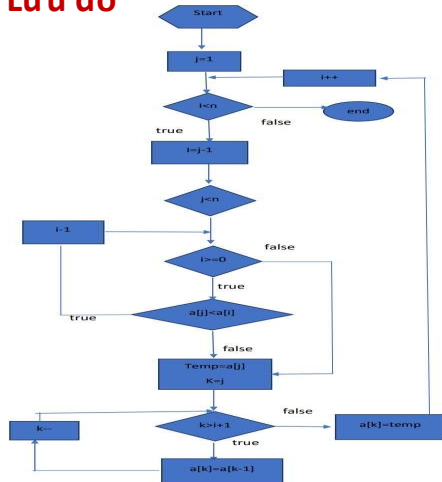 Lưu đồ
Start
j=1
i++
i<n
end
true
false
I=j-1
j<n
i-1
false
i>=0
true
true
a[j]<a[i]
false
Temp=a[j]
K=j
false
k--
k>i+1
a[k]=temp
true
a[k]=a[k-1]